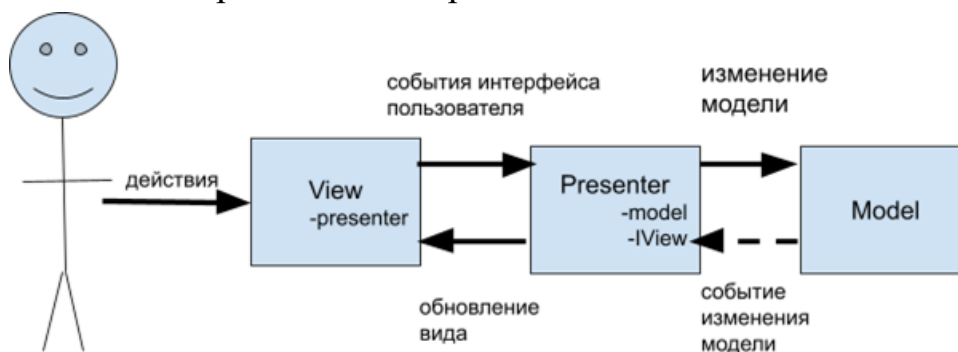 события интерфейса
пользователя
изменение
модели
действия
View
-presenter
Presenter
-model
-IView
Model
обновление
вида
событие
изменения
модели